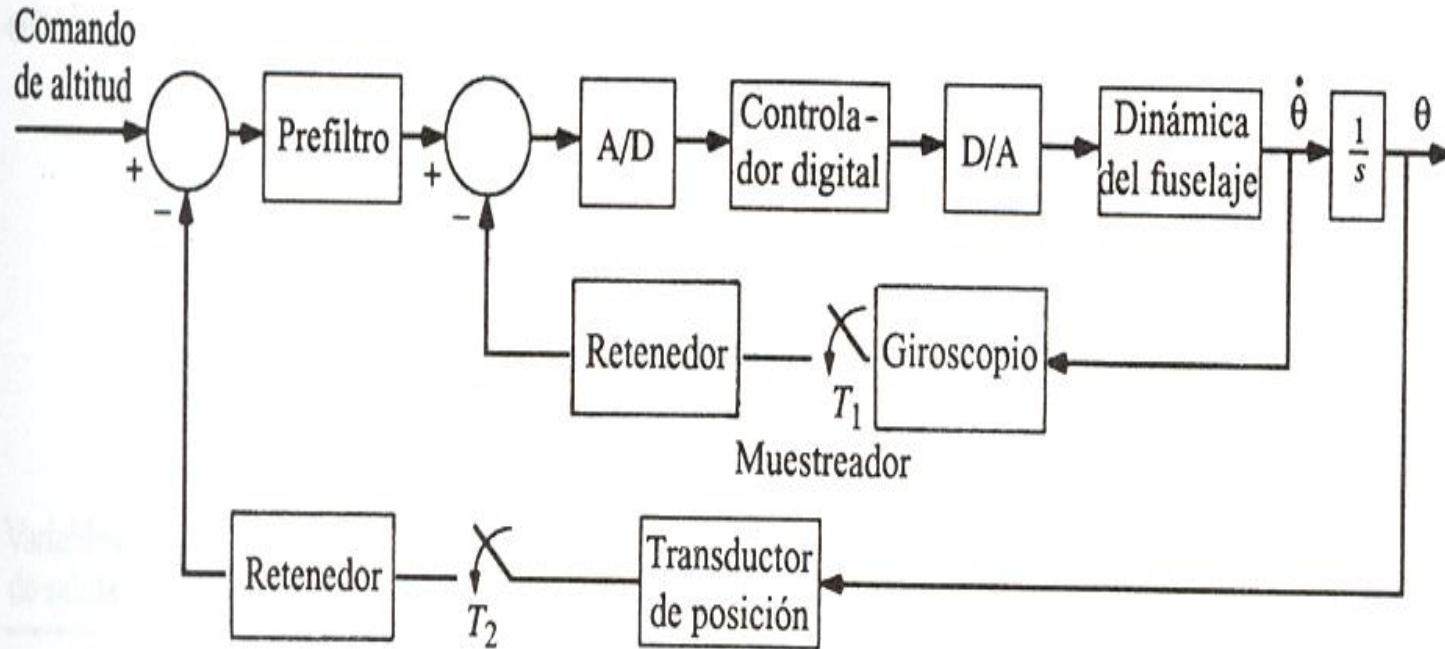 Comando
de altitud
+
−
Prefiltro
+
−
A/D
Controla-
dor digital
D/A
Dinámica
del fuselaje
θ̇
1
s
θ
Retenedor
T₁
Giroscopio
Muestreador
Retenedor
T₂
Transductor
de posición
Variables